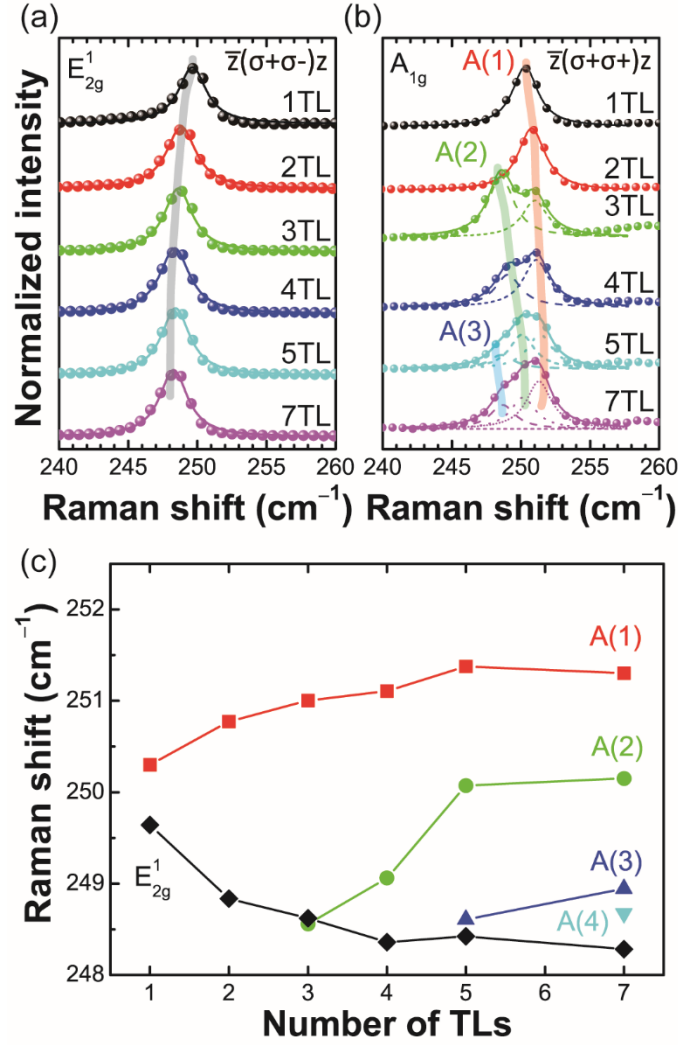 (a)
E¹₂g
z̅(σ+σ-)z
1TL
2TL
3TL
4TL
5TL
7TL
Normalized intensity
240 245 250 255 260
Raman shift (cm⁻¹)
(b)
A₁g
A(1)
z̅(σ+σ+)z
1TL
A(2)
2TL
3TL
4TL
A(3)
5TL
7TL
240 245 250 255 260
Raman shift (cm⁻¹)
(c)
Raman shift (cm⁻¹)
252
251
250
249
248
A(1)
A(2)
A(3)
A(4)
E¹₂g
1 2 3 4 5 6 7
Number of TLs